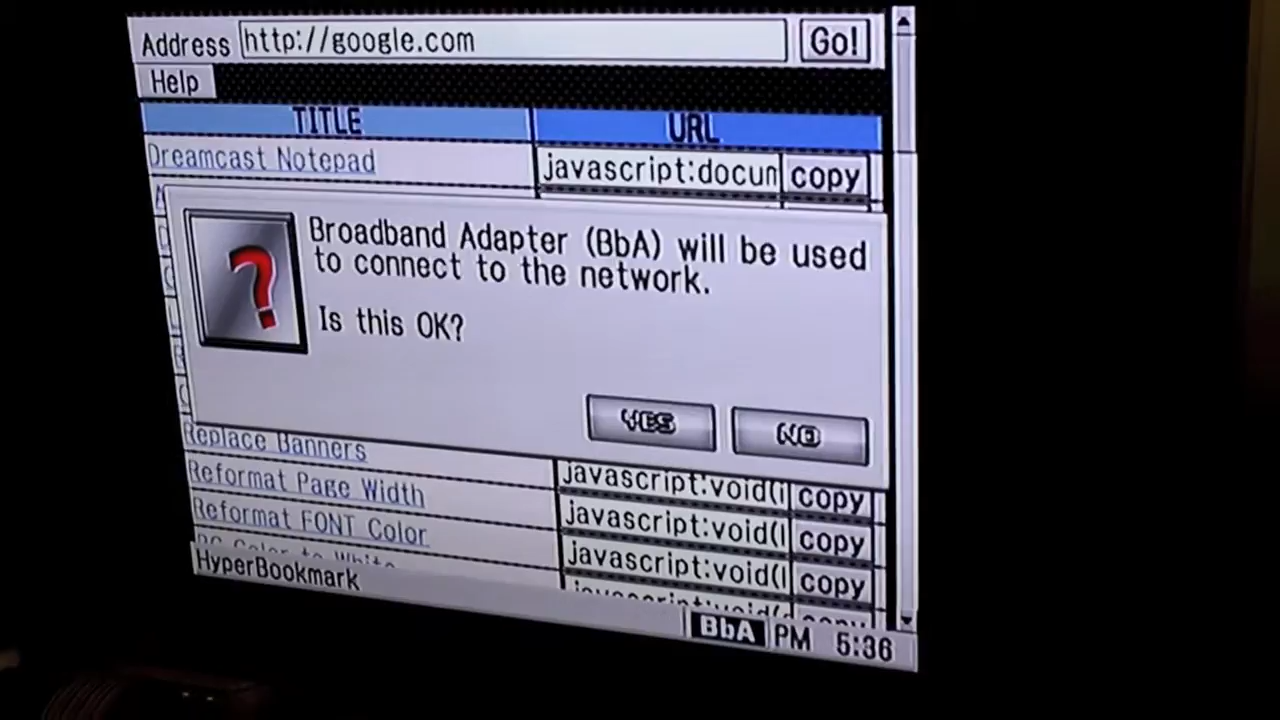 Address http://google.com Go!
Help
TITLE URL
Dreamcast Notepad javascript:docum copy
Broadband Adapter (BbA) will be used
to connect to the network.
Is this OK?
YES NO
Replace Banners
Reformat Page Width javascript:void( copy
Reformat FONT Color javascript:void( copy
javascript:void( copy
HyperBookmark
BbA PM 5:36